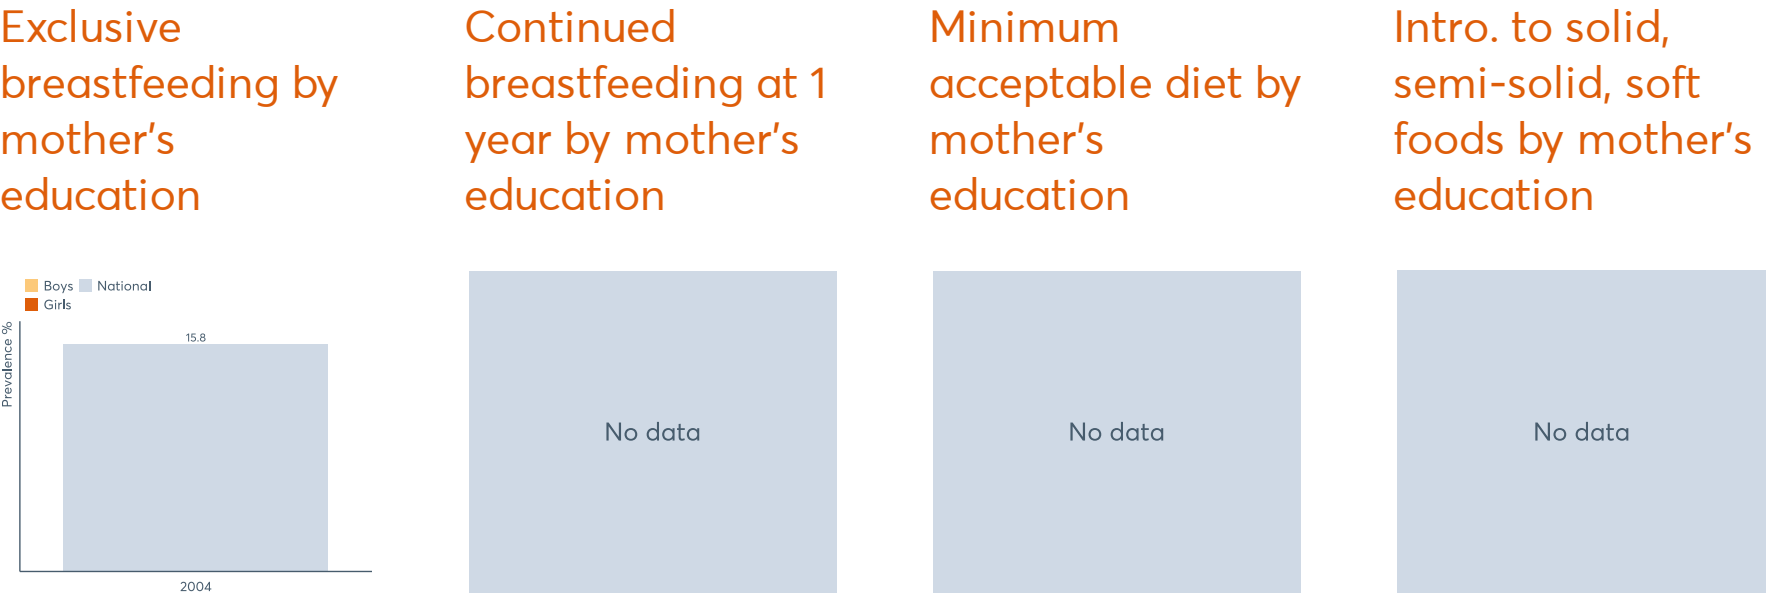 Exclusive
breastfeeding by
mother's
education
Boys National
Girls
Prevalence %
15.8
2004
Continued
breastfeeding at 1
year by mother's
education
No data
Minimum
acceptable diet by
mother's
education
No data
Intro. to solid,
semi-solid, soft
foods by mother's
education
No data